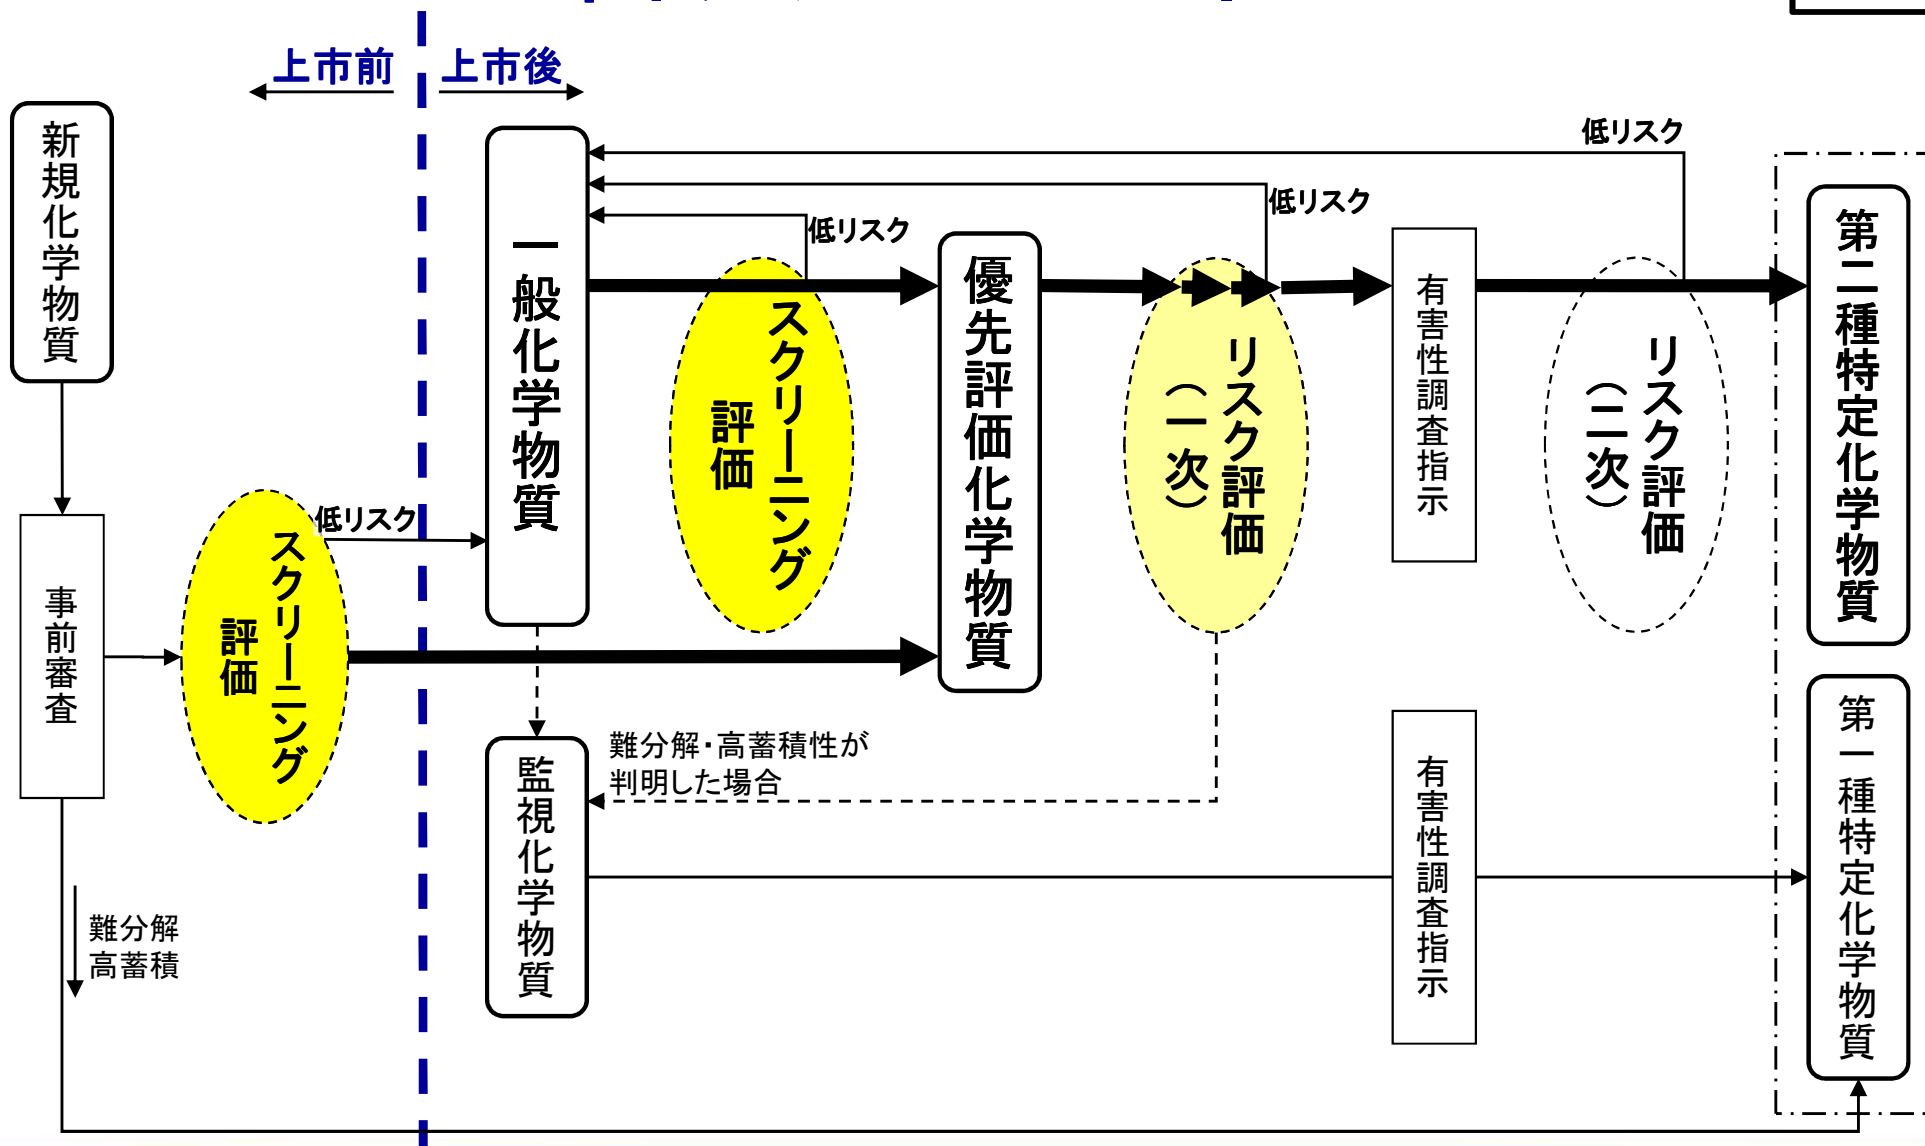 上市前
上市後
新規化学物質
事前審査
スクリーニング
評価
低リスク
難分解
高蓄積
一般化学物質
低リスク
スクリーニング
評価
優先評価化学物質
低リスク
リスク評価
(一次)
有害性調査指示
低リスク
リスク評価
(二次)
第二種特定化学物質
監視化学物質
難分解・高蓄積性が
判明した場合
有害性調査指示
第一種特定化学物質